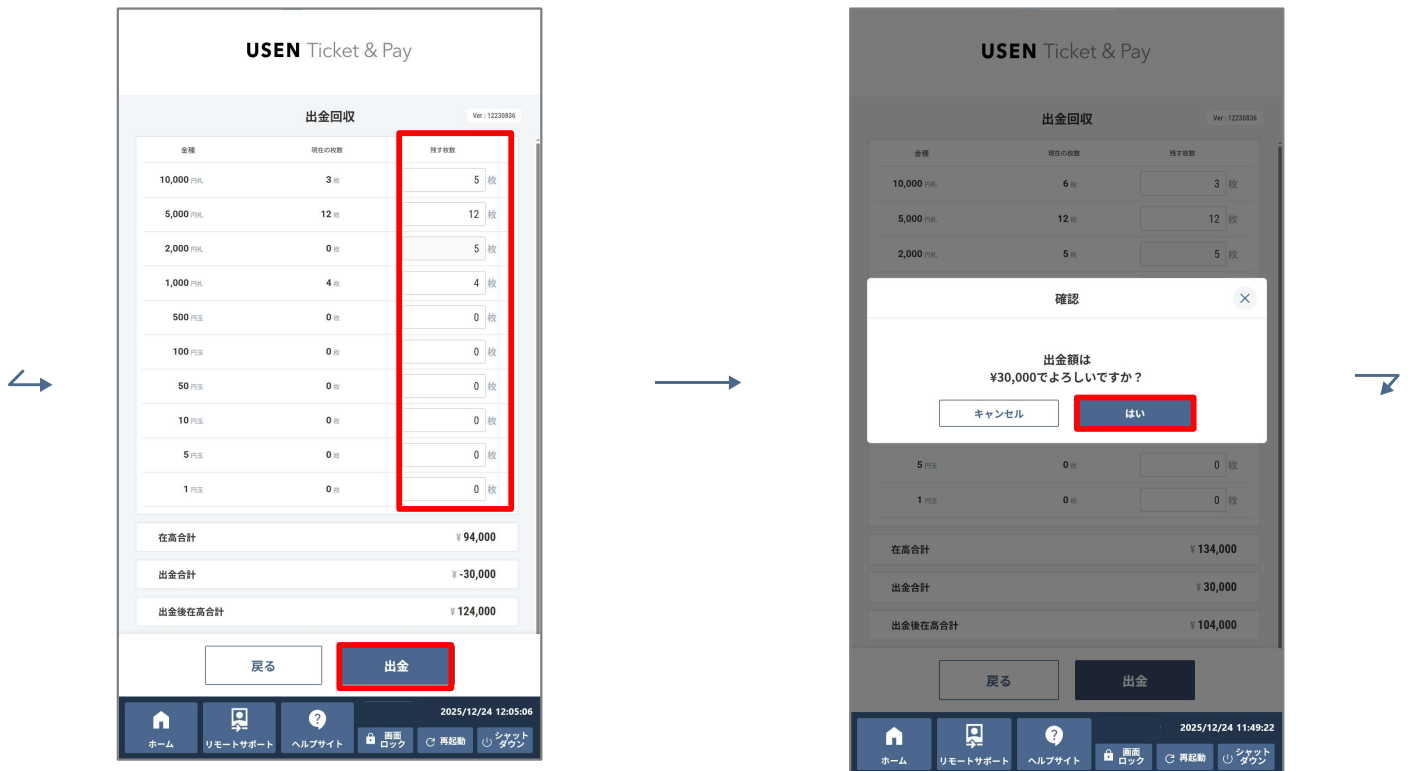 USEN Ticket & Pay
出金回収
Ver : 12230836
金種 現在の枚数 残す枚数
10,000 円札 3 枚 5 枚
5,000 円札 12 枚 12 枚
2,000 円札 0 枚 5 枚
1,000 円札 4 枚 4 枚
500 円玉 0 枚 0 枚
100 円玉 0 枚 0 枚
50 円玉 0 枚 0 枚
10 円玉 0 枚 0 枚
5 円玉 0 枚 0 枚
1 円玉 0 枚 0 枚
在高合計 ¥ 94,000
出金合計 ¥ -30,000
出金後在高合計 ¥ 124,000
戻る 出金
2025/12/24 12:05:06
ホーム リモートサポート ヘルプサイト 画面ロック 再起動 シャットダウン
USEN Ticket & Pay
出金回収
Ver : 12230836
金種 現在の枚数 残す枚数
10,000 円札 6 枚 3 枚
5,000 円札 12 枚 12 枚
2,000 円札 5 枚 5 枚
確認
出金額は
¥30,000でよろしいですか？
キャンセル はい
5 円玉 0 枚 0 枚
1 円玉 0 枚 0 枚
在高合計 ¥ 134,000
出金合計 ¥ 30,000
出金後在高合計 ¥ 104,000
戻る 出金
2025/12/24 11:49:22
ホーム リモートサポート ヘルプサイト 画面ロック 再起動 シャットダウン